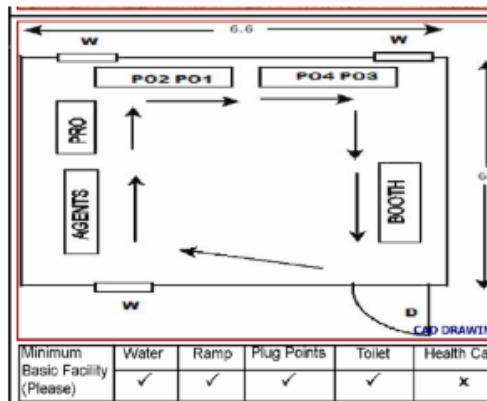 6.6
W W
PO2 PO1 PO4 PO3
PRO
AGENTS
BOOTH
6
W
D
CAD DRAWIN
Minimum Basic Facility (Please) Water Ramp Plug Points Toilet Health Ca
✓ ✓ ✓ ✓ x